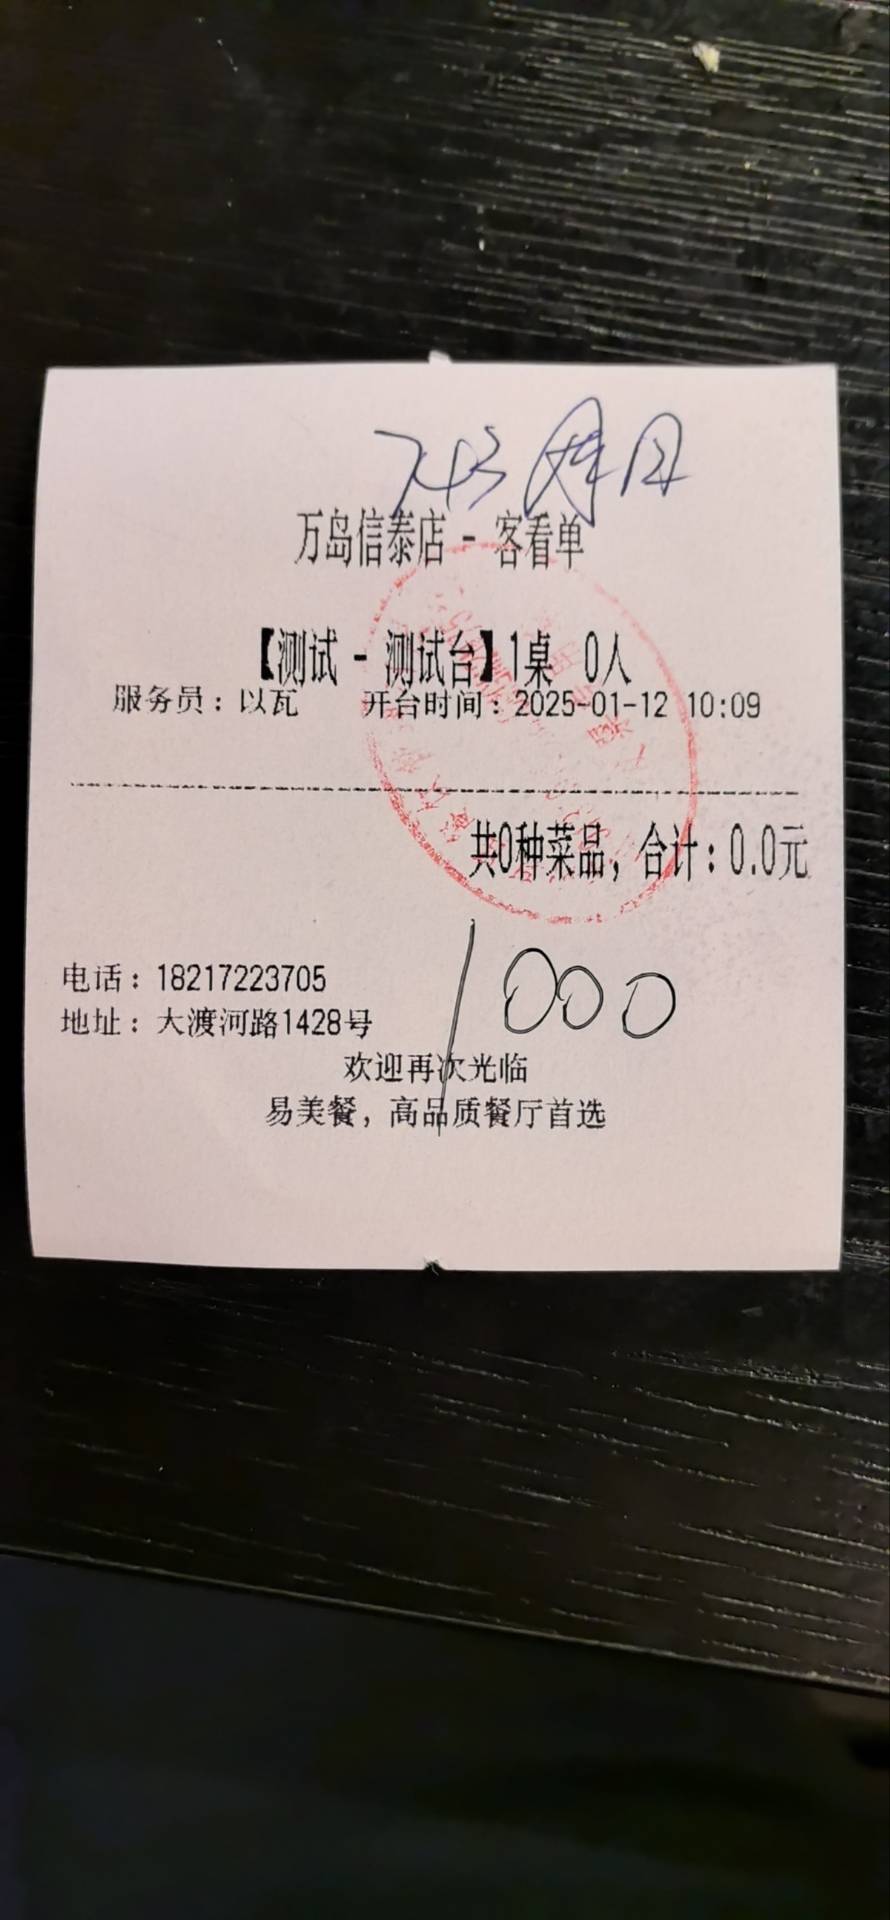 万岛信泰店 - 客看单
【测试 - 测试台】1桌 0人
服务员：以瓦 开台时间：2025-01-12 10:09
共0种菜品，合计：0.0元
1000
电话：18217223705
地址：大渡河路1428号
欢迎再次光临
易美餐，高品质餐厅首选